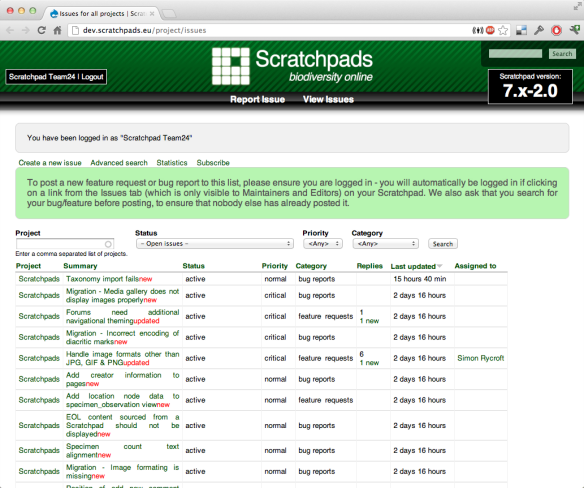 Issues for all projects | Scrat
dev.scratchpads.eu/project/issues
Scratchpads
biodiversity online
Search
Scratchpad Team24 | Logout
Scratchpad version:
7.x-2.0
Report Issue View Issues
You have been logged in as "Scratchpad Team24"
Create a new issue Advanced search Statistics Subscribe
To post a new feature request or bug report to this list, please ensure you are logged in - you will automatically be logged in if clicking
on a link from the Issues tab (which is only visible to Maintainers and Editors) on your Scratchpad. We also ask that you search for
your bug/feature before posting, to ensure that nobody else has already posted it.
Project Status Priority Category
- Open issues - <Any> <Any> Search
Enter a comma separated list of projects.
Project Summary Status Priority Category Replies Last updated Assigned to
Scratchpads Taxonomy import failsnew active normal bug reports 15 hours 40 min
Scratchpads Migration - Media gallery does not
display images properlynew active critical bug reports 2 days 16 hours
Scratchpads Forums need additional
navigational themingupdated active critical feature requests 1
1 new 2 days 16 hours
Scratchpads Migration - Incorrect encoding of
diacritic marksnew active critical bug reports 2 days 16 hours
Scratchpads Handle image formats other than
JPG, GIF & PNGupdated active critical feature requests 6
1 new 2 days 16 hours Simon Rycroft
Scratchpads Add creator information to
pagesnew active normal bug reports 2 days 16 hours
Scratchpads Add location node data to
specimen_observation viewnew active normal feature requests 2 days 16 hours
Scratchpads EOL content sourced from a
Scratchpad should not be
displayednew active normal bug reports 2 days 16 hours
Scratchpads Specimen count text
alignmentnew active normal bug reports 2 days 16 hours
Scratchpads Migration - Image formating is
missingnew active normal bug reports 2 days 16 hours